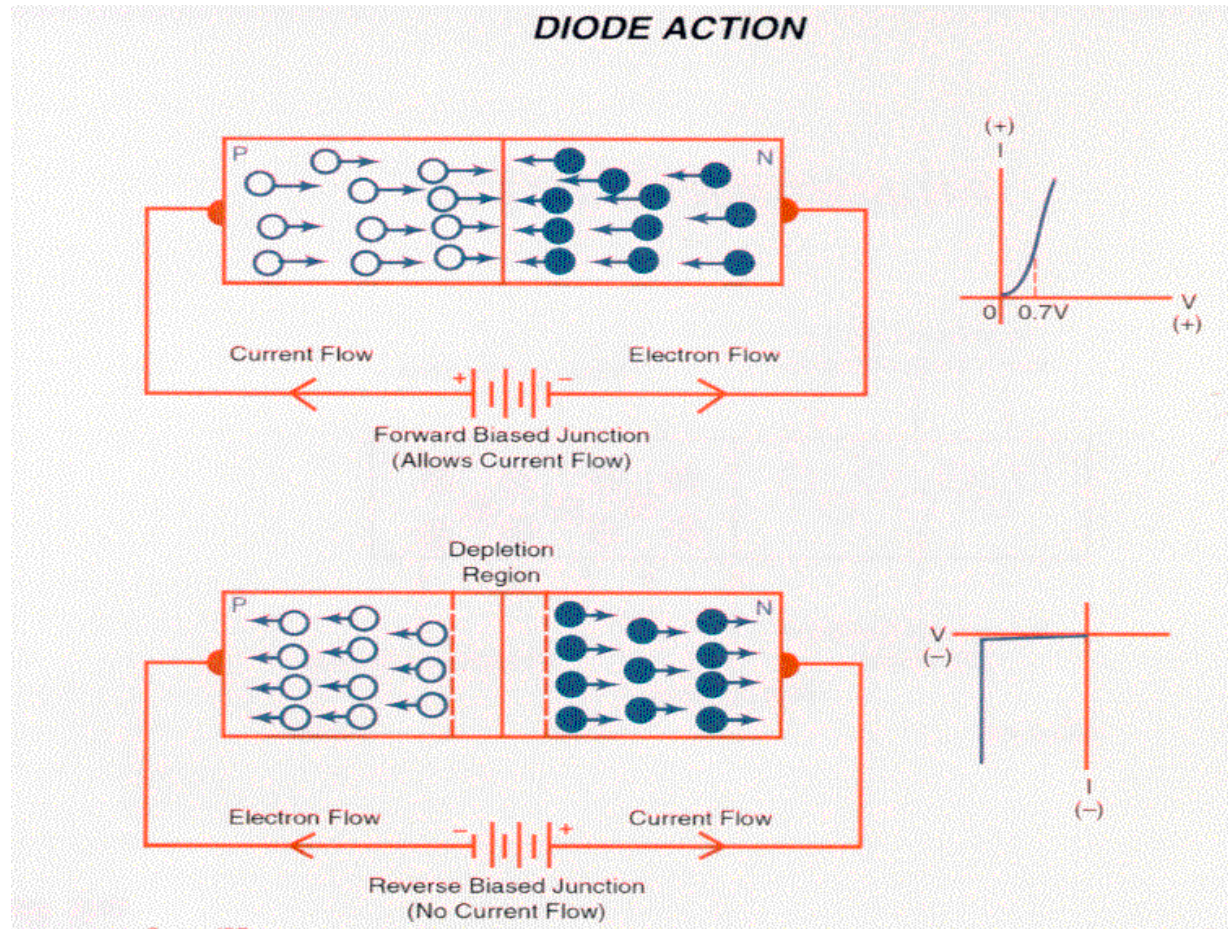 DIODE ACTION
P
N
(+)
I
0 0.7V
V
(+)
Current Flow
Electron Flow
+
−
Forward Biased Junction
(Allows Current Flow)
Depletion
Region
P
N
V
(−)
I
(−)
Electron Flow
Current Flow
−
+
Reverse Biased Junction
(No Current Flow)